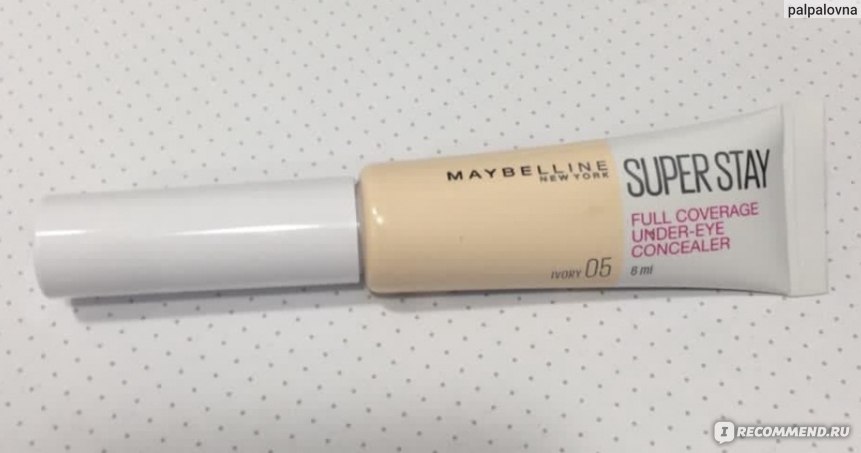 palpalovna
MAYBELLINE
NEW YORK
SUPER STAY
FULL COVERAGE
UNDER-EYE
CONCEALER
IVORY 05
6 ml
I RECOMMEND.RU